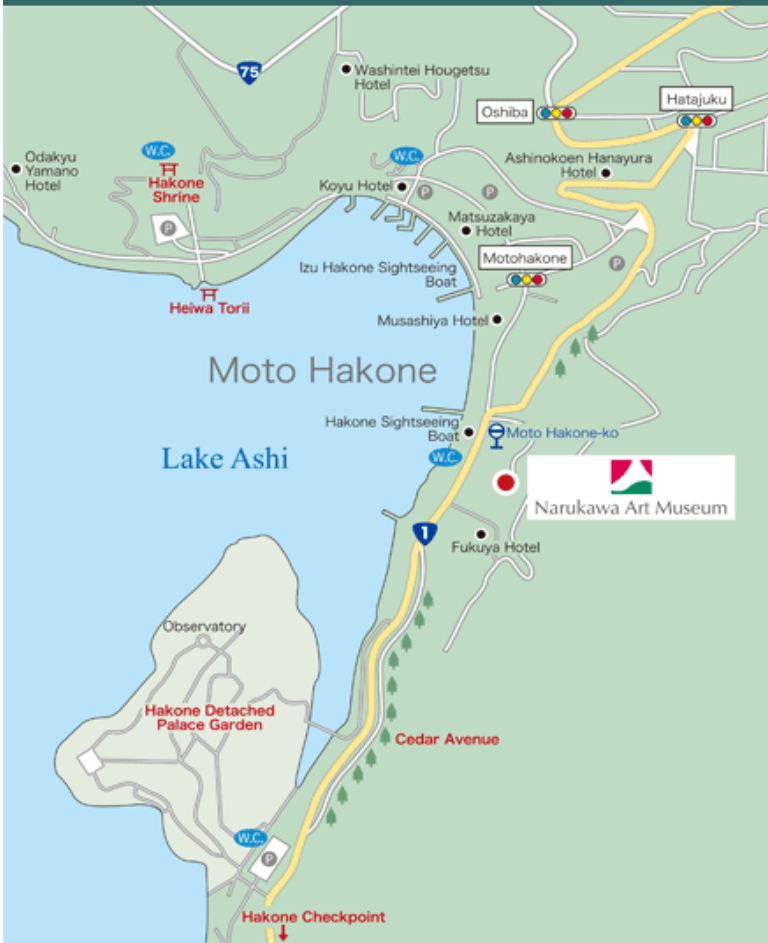 75
Washintei Hougetsu
Hotel
Oshiba
Hatajuku
W.C.
W.C.
Odakyu
Yamano
Hotel
Hakone
Shrine
Ashinokoen Hanayura
Hotel
Koyu Hotel
P
P
P
Matsuzakaya
Hotel
Motohakone
P
Izu Hakone Sightseeing
Boat
Heiwa Torii
Musashiya Hotel
Moto Hakone
Hakone Sightseeing
Boat
Moto Hakone-ko
W.C.
Lake Ashi
Narukawa Art Museum
1
Fukuya Hotel
Observatory
Hakone Detached
Palace Garden
Cedar Avenue
W.C.
P
Hakone Checkpoint